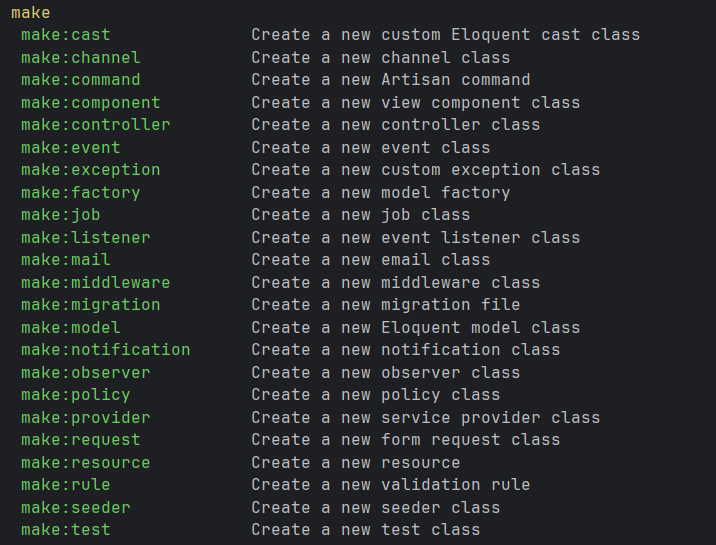 make
make:cast Create a new custom Eloquent cast class
make:channel Create a new channel class
make:command Create a new Artisan command
make:component Create a new view component class
make:controller Create a new controller class
make:event Create a new event class
make:exception Create a new custom exception class
make:factory Create a new model factory
make:job Create a new job class
make:listener Create a new event listener class
make:mail Create a new email class
make:middleware Create a new middleware class
make:migration Create a new migration file
make:model Create a new Eloquent model class
make:notification Create a new notification class
make:observer Create a new observer class
make:policy Create a new policy class
make:provider Create a new service provider class
make:request Create a new form request class
make:resource Create a new resource
make:rule Create a new validation rule
make:seeder Create a new seeder class
make:test Create a new test class